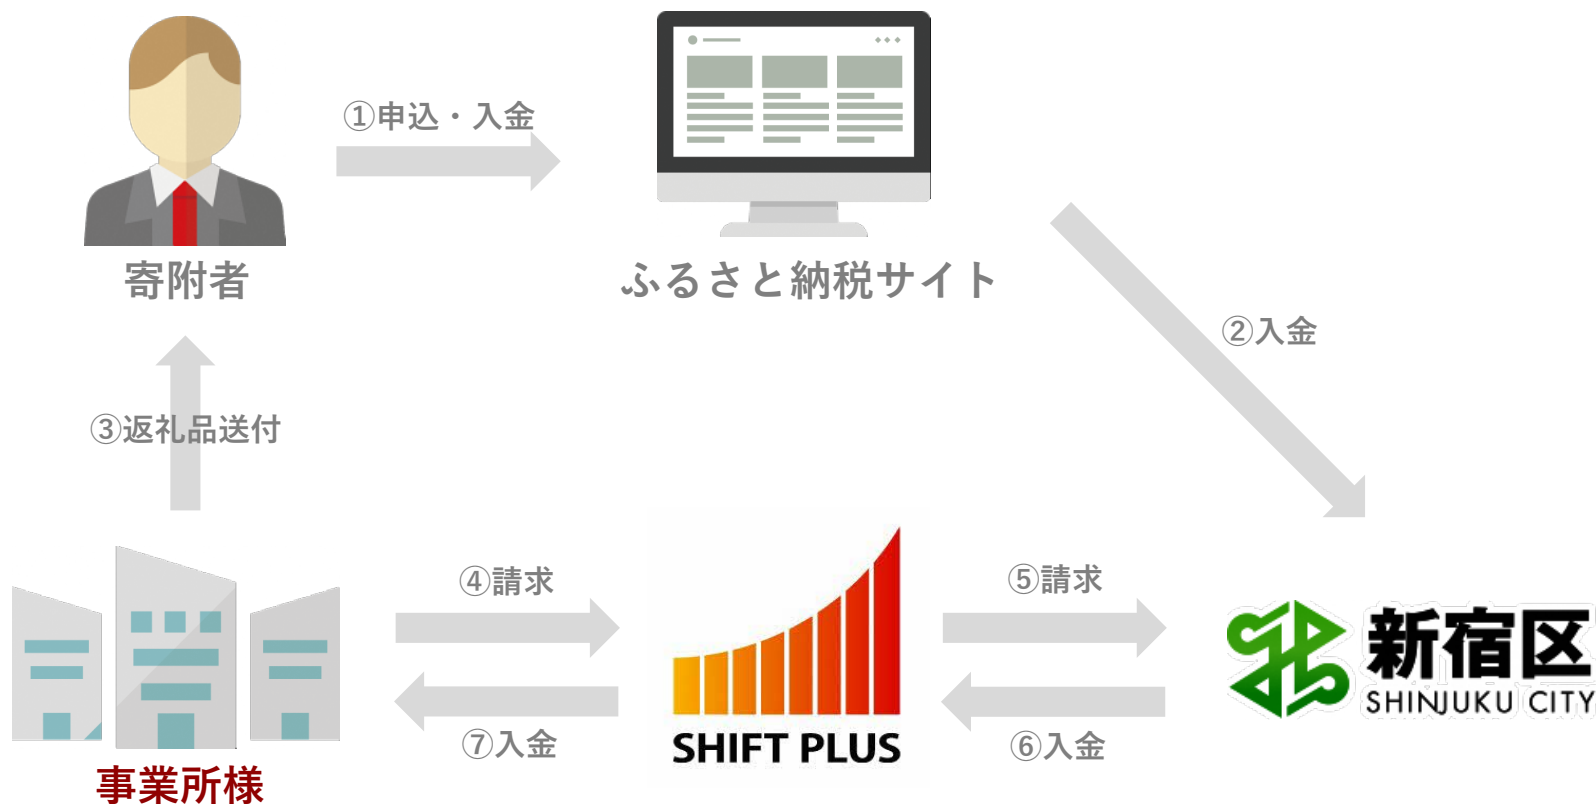 ①申込・入金
寄附者
ふるさと納税サイト
②入金
③返礼品送付
④請求
⑤請求
新宿区
SHINJUKU CITY
⑦入金
⑥入金
SHIFT PLUS
事業所様